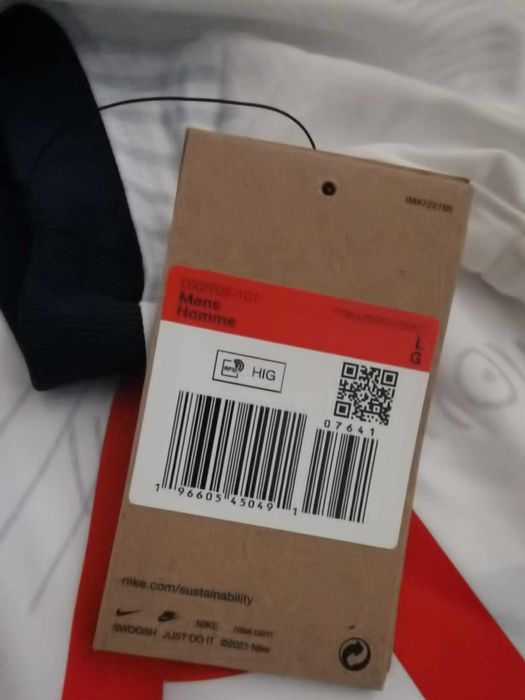 Mens
Homme
L
G
RFID HIG
07641
1 96605 45049 1
nike.com/sustainability
NIKE nike.com
SWOOSH JUST DO IT ©2021 Nike